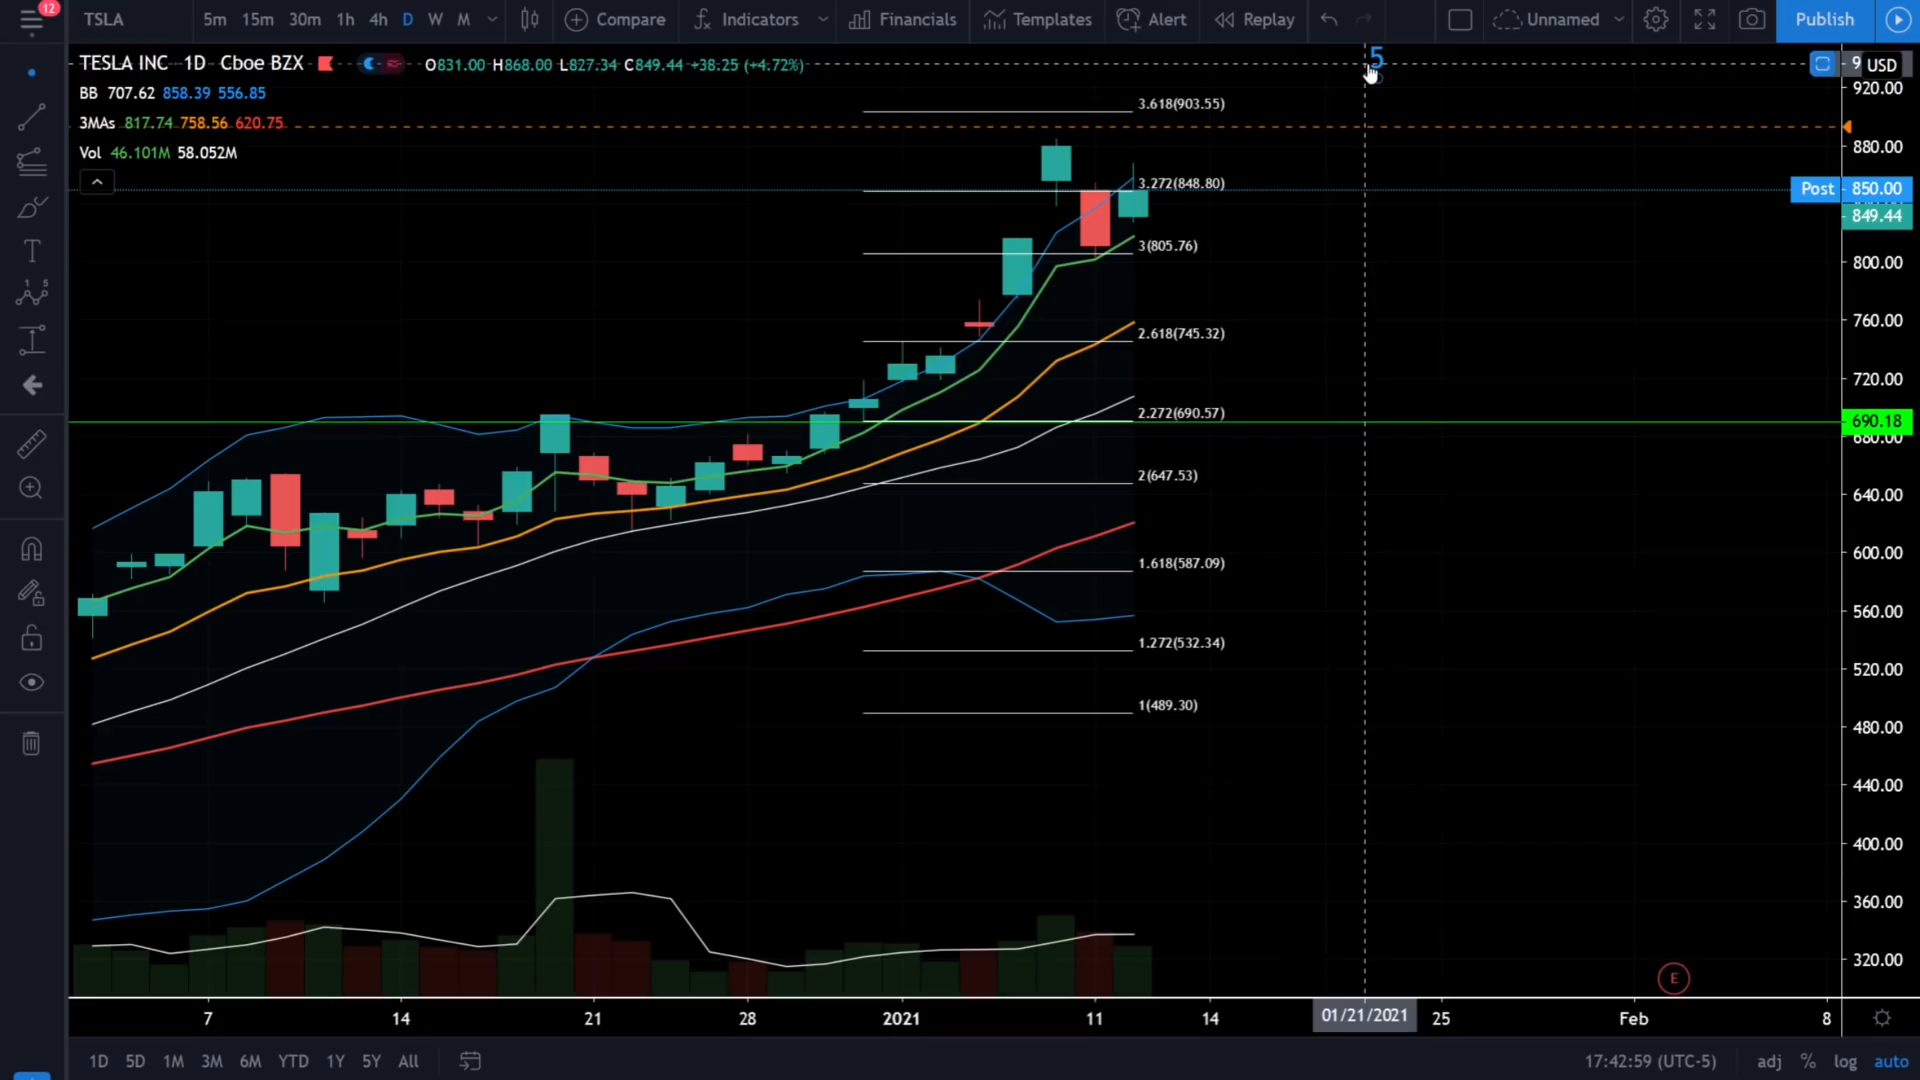 12
TSLA
5m 15m 30m 1h 4h D W M
Compare
Indicators
Financials
Templates
Alert
Replay
Unnamed
Publish
TESLA INC 1D Cboe BZX
O831.00 H868.00 L827.34 C849.44 +38.25 (+4.72%)
5
9
USD
BB 707.62 858.39 556.85
3MAs 817.74 758.56 620.75
Vol 46.101M 58.052M
1 5
3.618(903.55)
3.272(848.80)
3(805.76)
2.618(745.32)
2.272(690.57)
2(647.53)
1.618(587.09)
1.272(532.34)
1(489.30)
920.00
880.00
Post 850.00
849.44
800.00
760.00
720.00
690.18
680.00
640.00
600.00
560.00
520.00
480.00
440.00
400.00
360.00
320.00
E
7 14 21 28 2021 11 14 01/21/2021 25 Feb 8
1D 5D 1M 3M 6M YTD 1Y 5Y All
17:42:59 (UTC-5)
adj % log auto